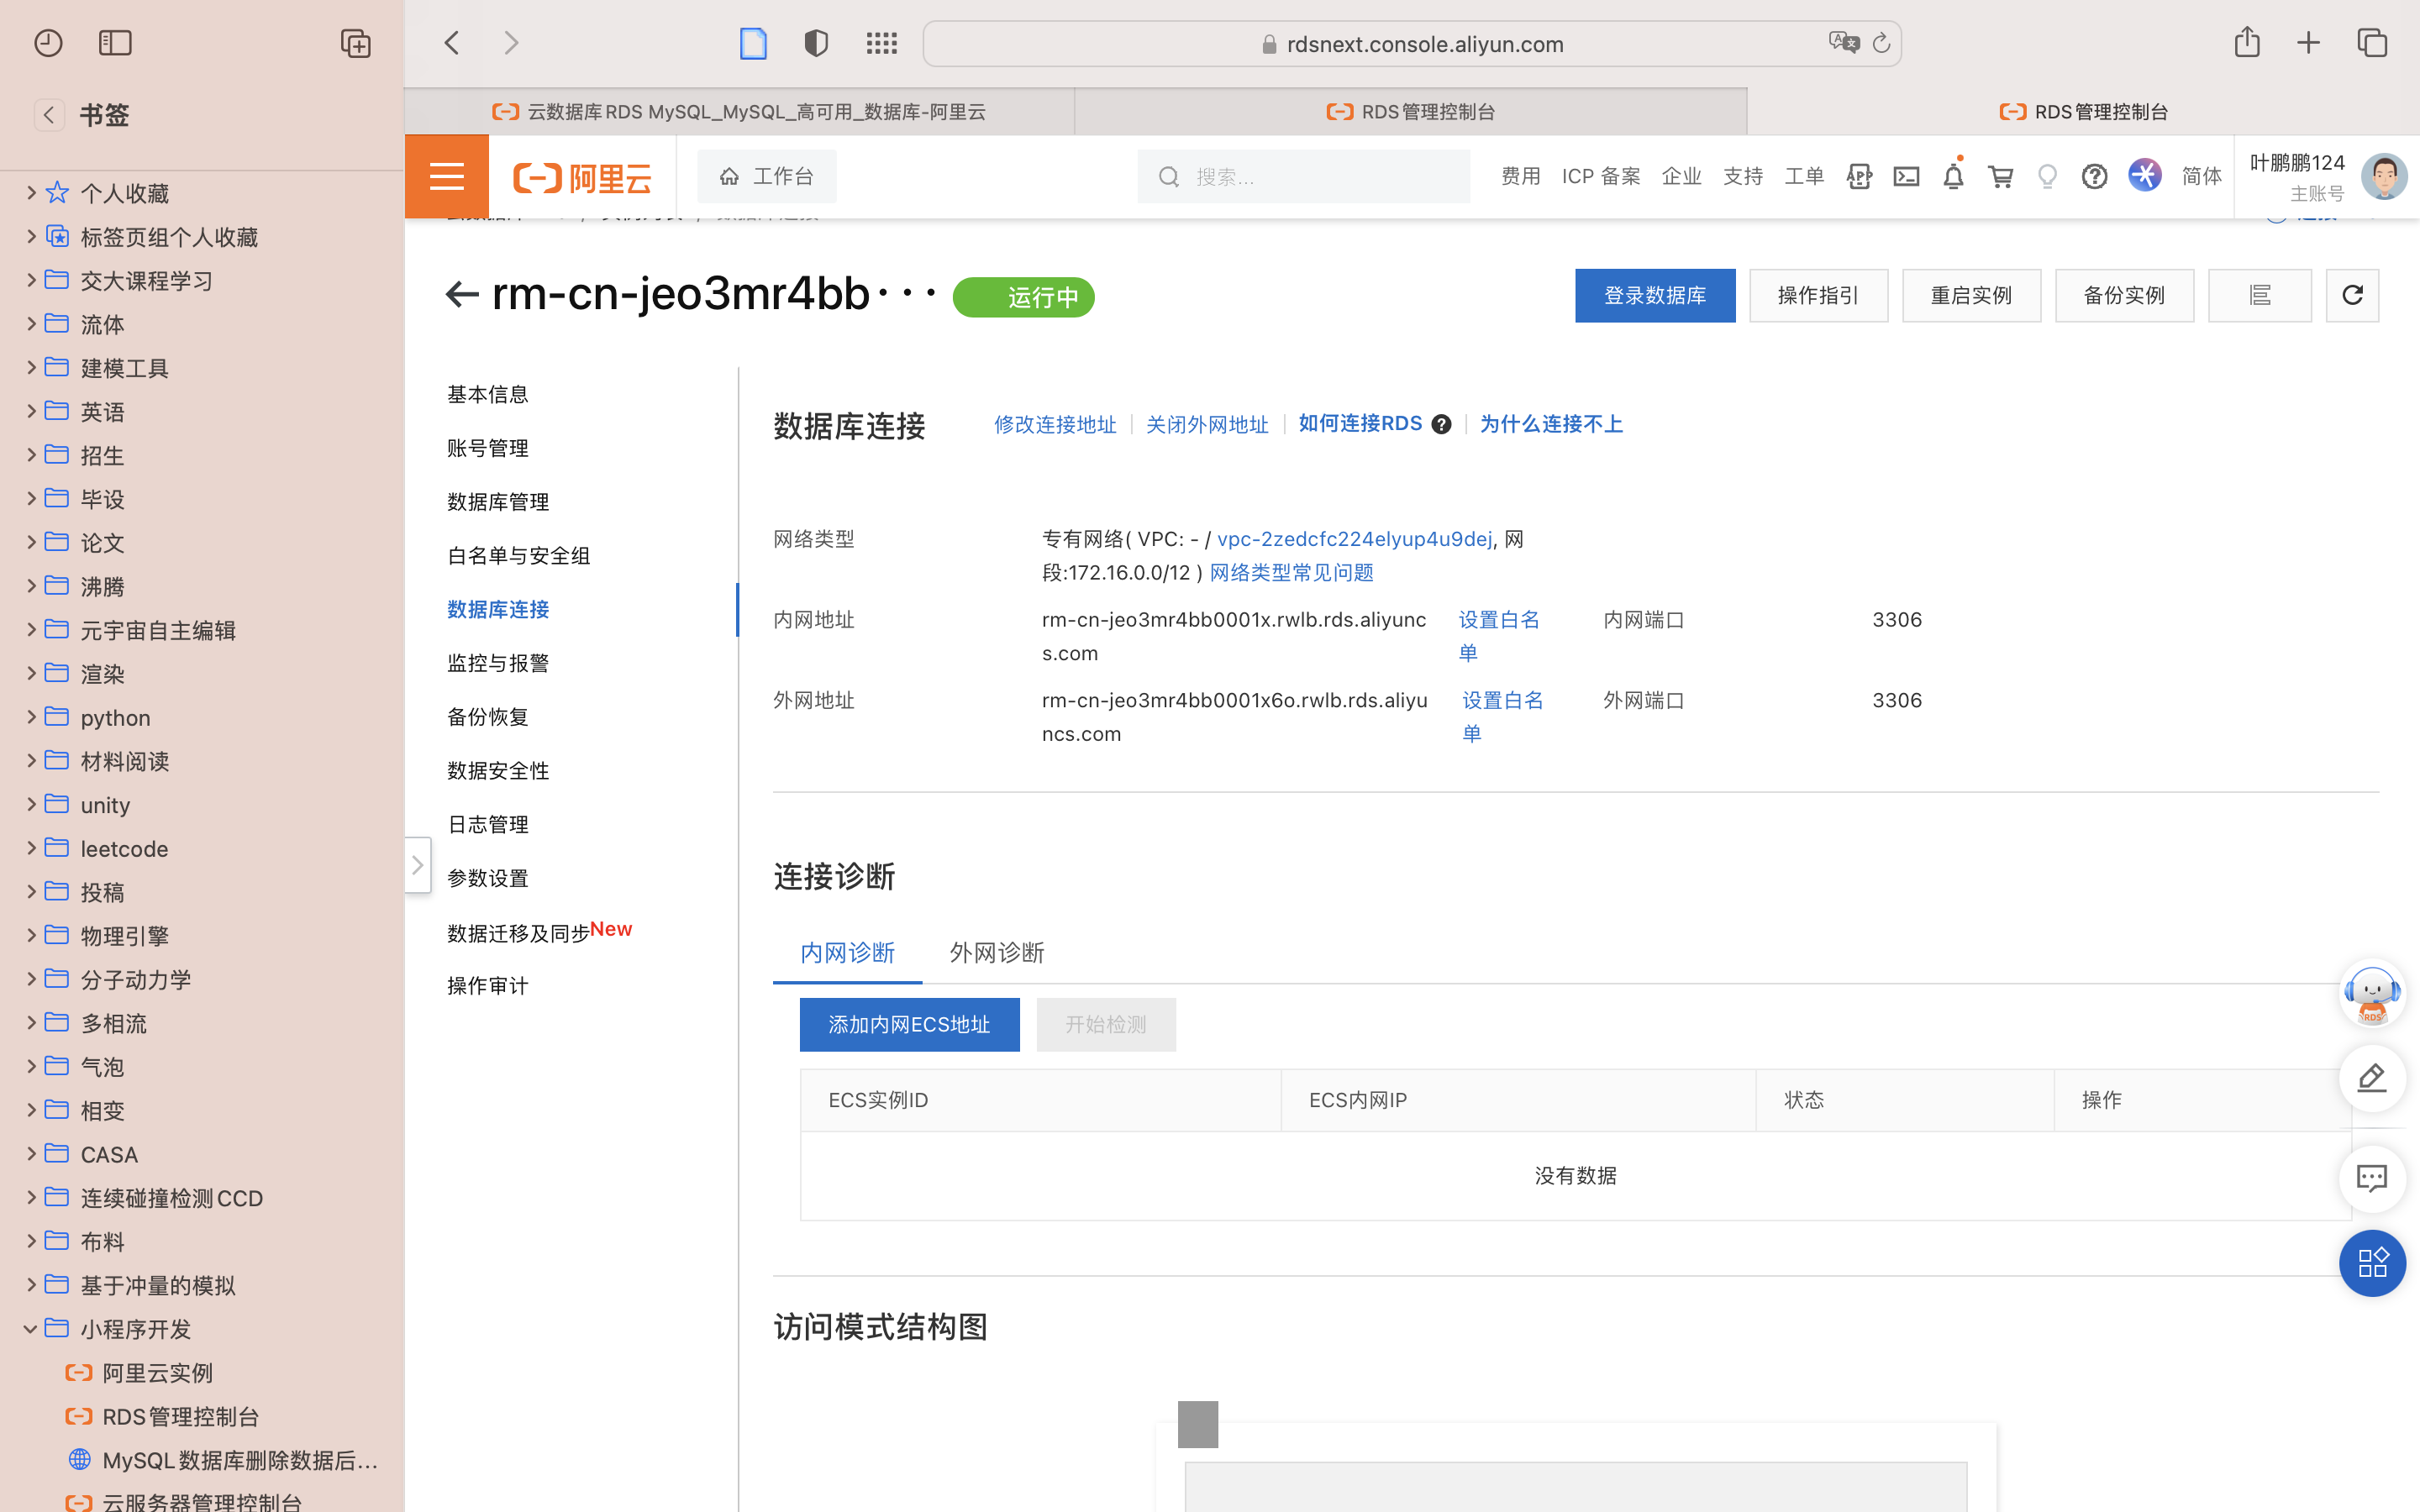 rdsnext.console.aliyun.com
书签
云数据库RDS MySQL_MySQL_高可用_数据库-阿里云
RDS管理控制台
RDS管理控制台
阿里云
工作台
搜索...
费用
ICP 备案
企业
支持
工单
简体
叶鹏鹏124
主账号
个人收藏
标签页组个人收藏
交大课程学习
流体
建模工具
英语
招生
毕设
论文
沸腾
元宇宙自主编辑
渲染
python
材料阅读
unity
leetcode
投稿
物理引擎
分子动力学
多相流
气泡
相变
CASA
连续碰撞检测CCD
布料
基于冲量的模拟
小程序开发
阿里云实例
RDS管理控制台
MySQL数据库删除数据后...
云服务器管理控制台
rm-cn-jeo3mr4bb···
运行中
登录数据库
操作指引
重启实例
备份实例
基本信息
账号管理
数据库管理
白名单与安全组
数据库连接
监控与报警
备份恢复
数据安全性
日志管理
参数设置
数据迁移及同步New
操作审计
数据库连接
修改连接地址
关闭外网地址
如何连接RDS
为什么连接不上
网络类型
专有网络( VPC: - / vpc-2zedcfc224elyup4u9dej, 网
段:172.16.0.0/12 ) 网络类型常见问题
内网地址
rm-cn-jeo3mr4bb0001x.rwlb.rds.aliyunc
s.com
设置白名
单
内网端口
3306
外网地址
rm-cn-jeo3mr4bb0001x6o.rwlb.rds.aliyu
ncs.com
设置白名
单
外网端口
3306
连接诊断
内网诊断
外网诊断
添加内网ECS地址
开始检测
ECS实例ID
ECS内网IP
状态
操作
没有数据
RDS
访问模式结构图